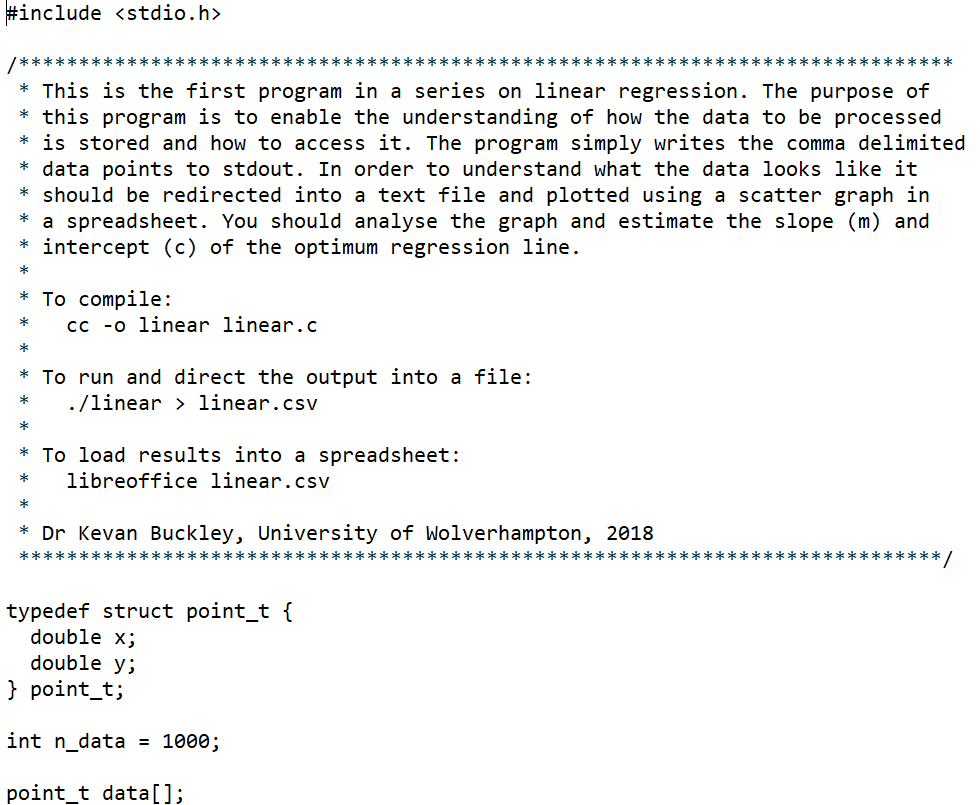 #include <stdio.h>
/******************************************************************************
* This is the first program in a series on linear regression. The purpose of
* this program is to enable the understanding of how the data to be processed
* is stored and how to access it. The program simply writes the comma delimited
* data points to stdout. In order to understand what the data looks like it
* should be redirected into a text file and plotted using a scatter graph in
* a spreadsheet. You should analyse the graph and estimate the slope (m) and
* intercept (c) of the optimum regression line.
*
* To compile:
*   cc -o linear linear.c
*
* To run and direct the output into a file:
*   ./linear > linear.csv
*
* To load results into a spreadsheet:
*   libreoffice linear.csv
*
* Dr Kevan Buckley, University of Wolverhampton, 2018
*****************************************************************************/
typedef struct point_t {
  double x;
  double y;
} point_t;
int n_data = 1000;
point_t data[];